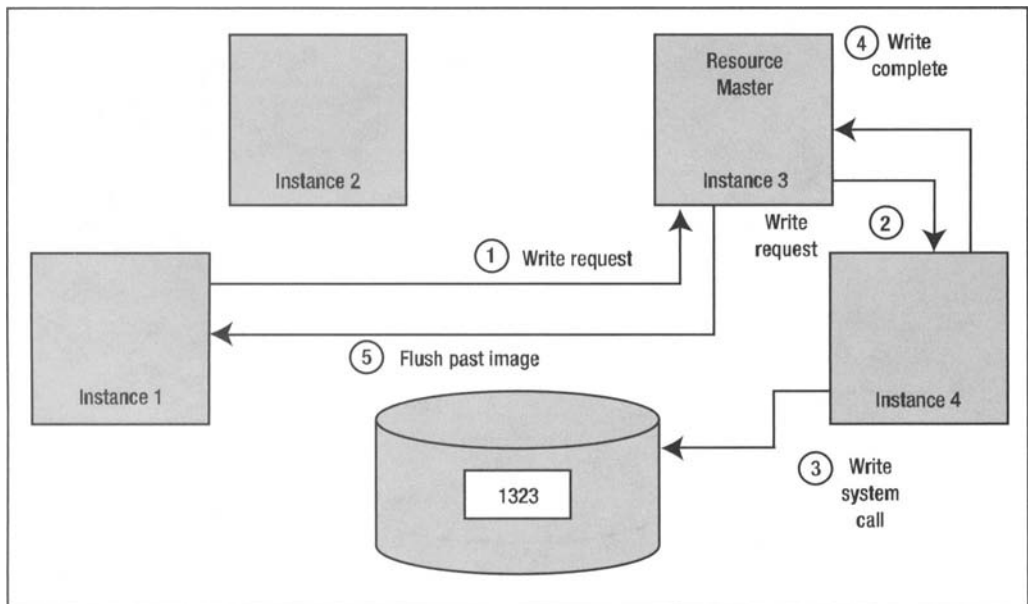 4
Write
complete
Resource
Master
Instance 2
Instance 3
Write
request
2
1
Write request
5
Flush past image
Instance 1
Instance 4
1323
3
Write
system
call